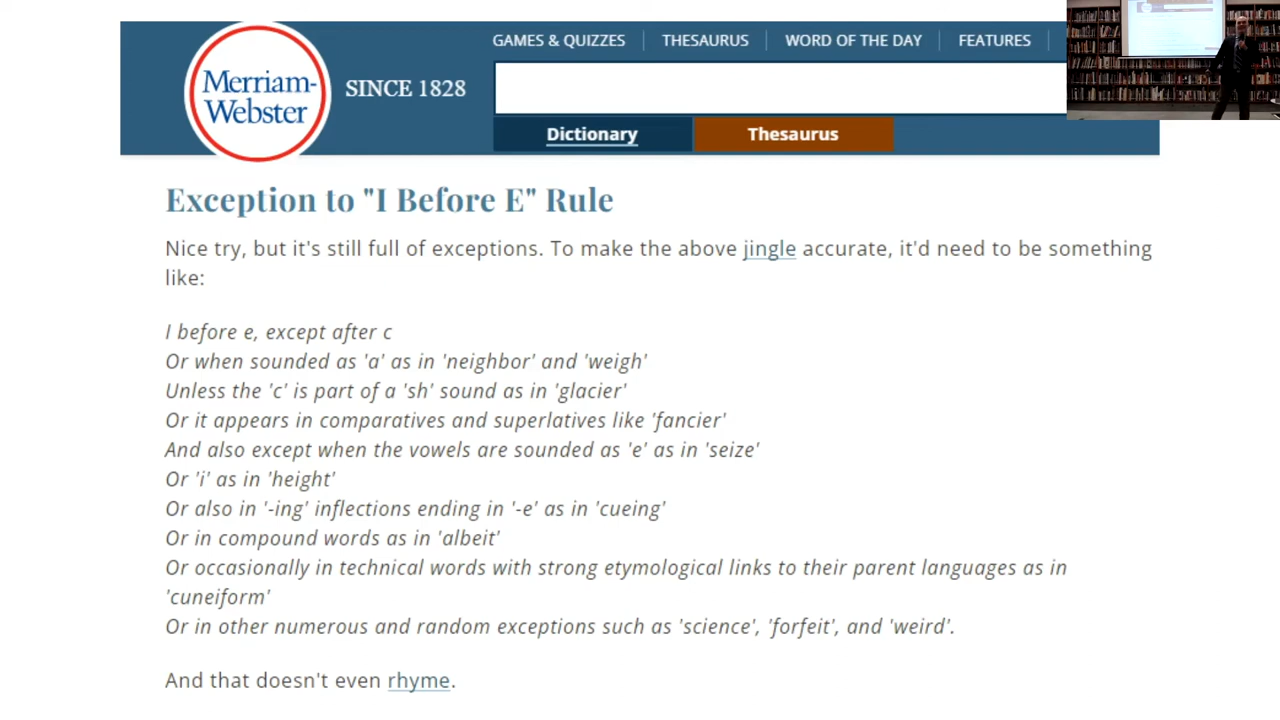 GAMES & QUIZZES THESAURUS WORD OF THE DAY FEATURES
Merriam-
Webster
SINCE 1828
Dictionary Thesaurus
Exception to "I Before E" Rule
Nice try, but it's still full of exceptions. To make the above jingle accurate, it'd need to be something
like:
I before e, except after c
Or when sounded as 'a' as in 'neighbor' and 'weigh'
Unless the 'c' is part of a 'sh' sound as in 'glacier'
Or it appears in comparatives and superlatives like 'fancier'
And also except when the vowels are sounded as 'e' as in 'seize'
Or 'i' as in 'height'
Or also in '-ing' inflections ending in '-e' as in 'cueing'
Or in compound words as in 'albeit'
Or occasionally in technical words with strong etymological links to their parent languages as in
'cuneiform'
Or in other numerous and random exceptions such as 'science', 'forfeit', and 'weird'.
And that doesn't even rhyme.